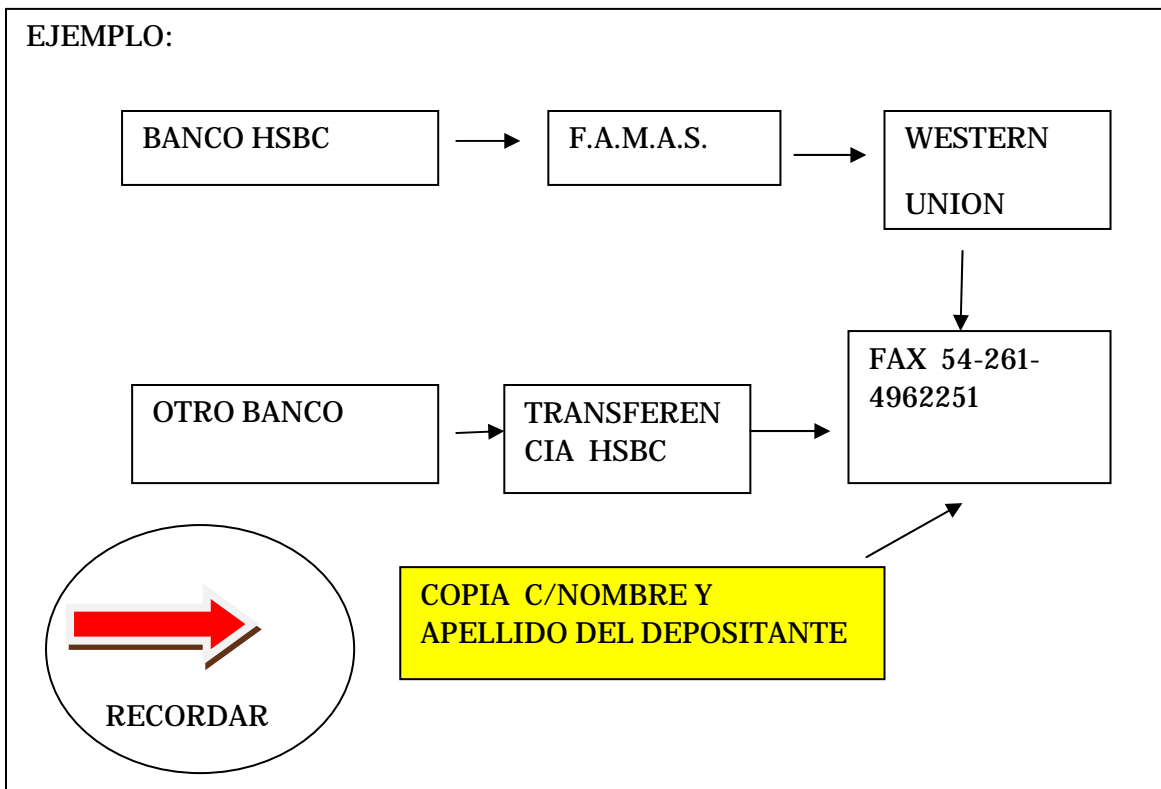 EJEMPLO:
BANCO HSBC
F.A.M.A.S.
WESTERN
UNION
OTRO BANCO
TRANSFEREN
CIA HSBC
FAX 54-261-
4962251
COPIA C/NOMBRE Y
APELLIDO DEL DEPOSITANTE
RECORDAR